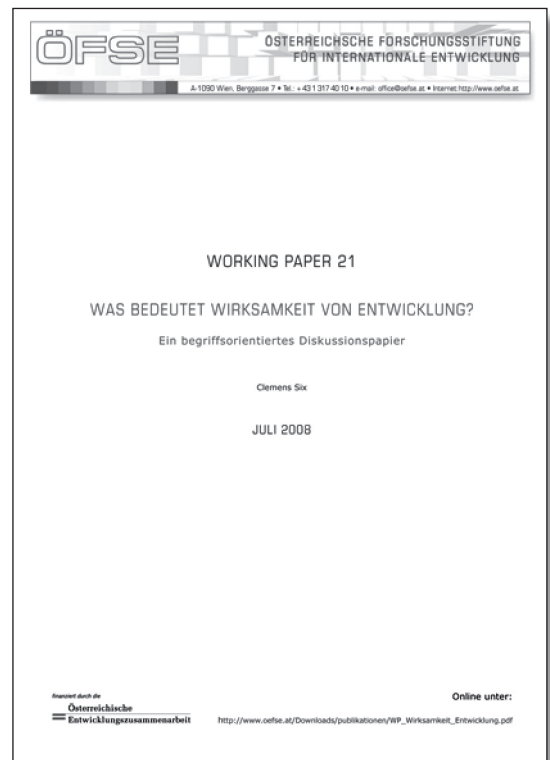 ÖFSE
ÖSTERREICHSCHE FORSCHUNGSSTIFTUNG
FÜR INTERNATIONALE ENTWICKLUNG
A-1090 Wien, Berggasse 7 • Tel.: +43 1 317 40 10 • e-mail: office@oefse.at • Internet:http://www.oefse.at
WORKING PAPER 21
WAS BEDEUTET WIRKSAMKEIT VON ENTWICKLUNG?
Ein begriffsorientiertes Diskussionspapier
Clemens Six
JULI 2008
finanziert durch die
Österreichische
Entwicklungszusammenarbeit
Online unter:
http://www.oefse.at/Downloads/publikationen/WP_Wirksamkeit_Entwicklung.pdf